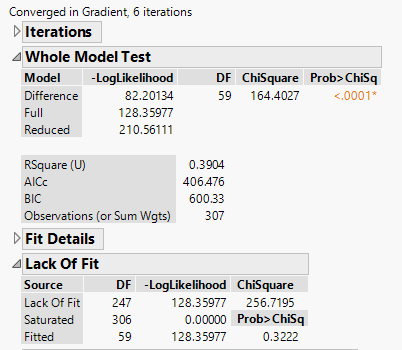 Converged in Gradient, 6 iterations
Iterations
Whole Model Test
Model -LogLikelihood DF ChiSquare Prob>ChiSq
Difference 82.20134 59 164.4027 <.0001*
Full 128.35977
Reduced 210.56111
RSquare (U) 0.3904
AICc 406.476
BIC 600.33
Observations (or Sum Wgts) 307
Fit Details
Lack Of Fit
Source DF -LogLikelihood ChiSquare
Lack Of Fit 247 128.35977 256.7195
Saturated 306 0.00000 Prob>ChiSq
Fitted 59 128.35977 0.3222